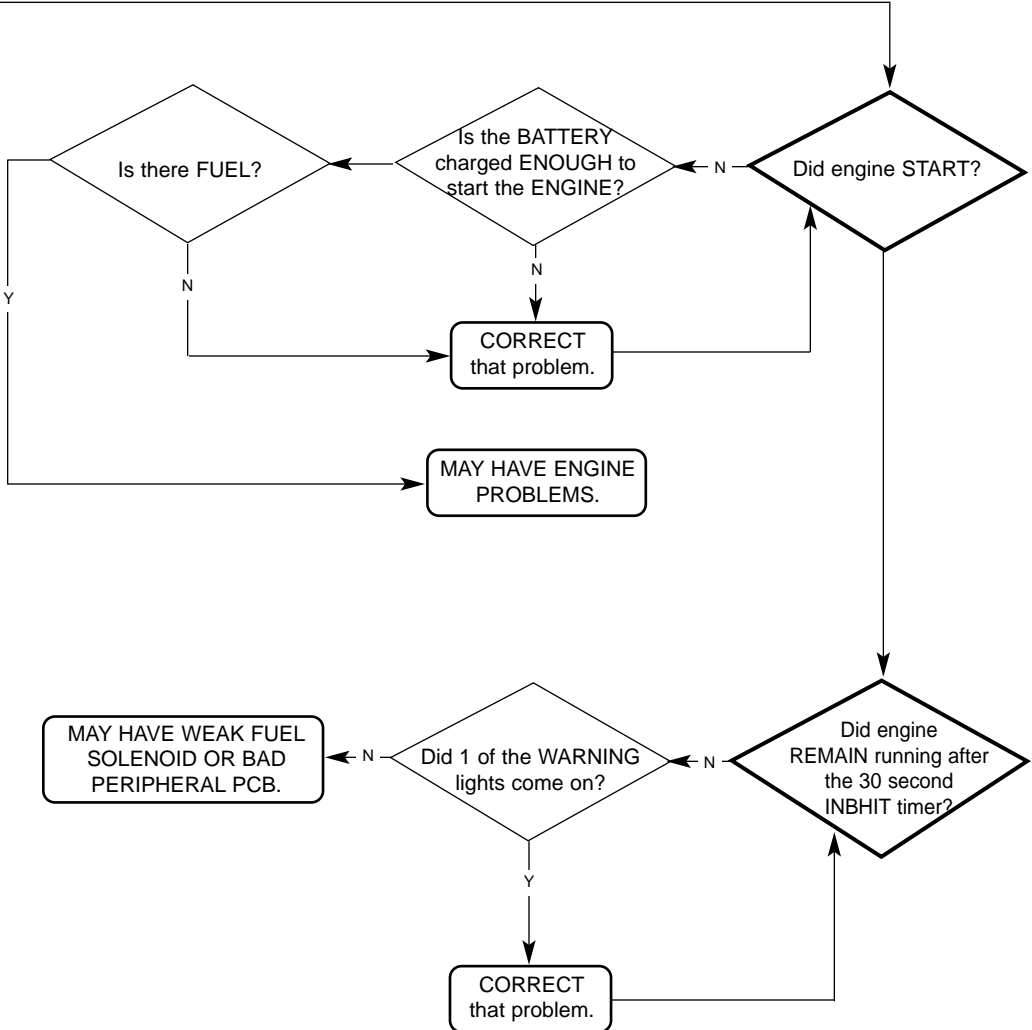 Is there FUEL?
Is the BATTERY
charged ENOUGH to
start the ENGINE?
N
Did engine START?
N
N
Y
CORRECT
that problem.
MAY HAVE ENGINE
PROBLEMS.
MAY HAVE WEAK FUEL
SOLENOID OR BAD
PERIPHERAL PCB.
N
Did 1 of the WARNING
lights come on?
N
Did engine
REMAIN running after
the 30 second
INBHIT timer?
Y
CORRECT
that problem.